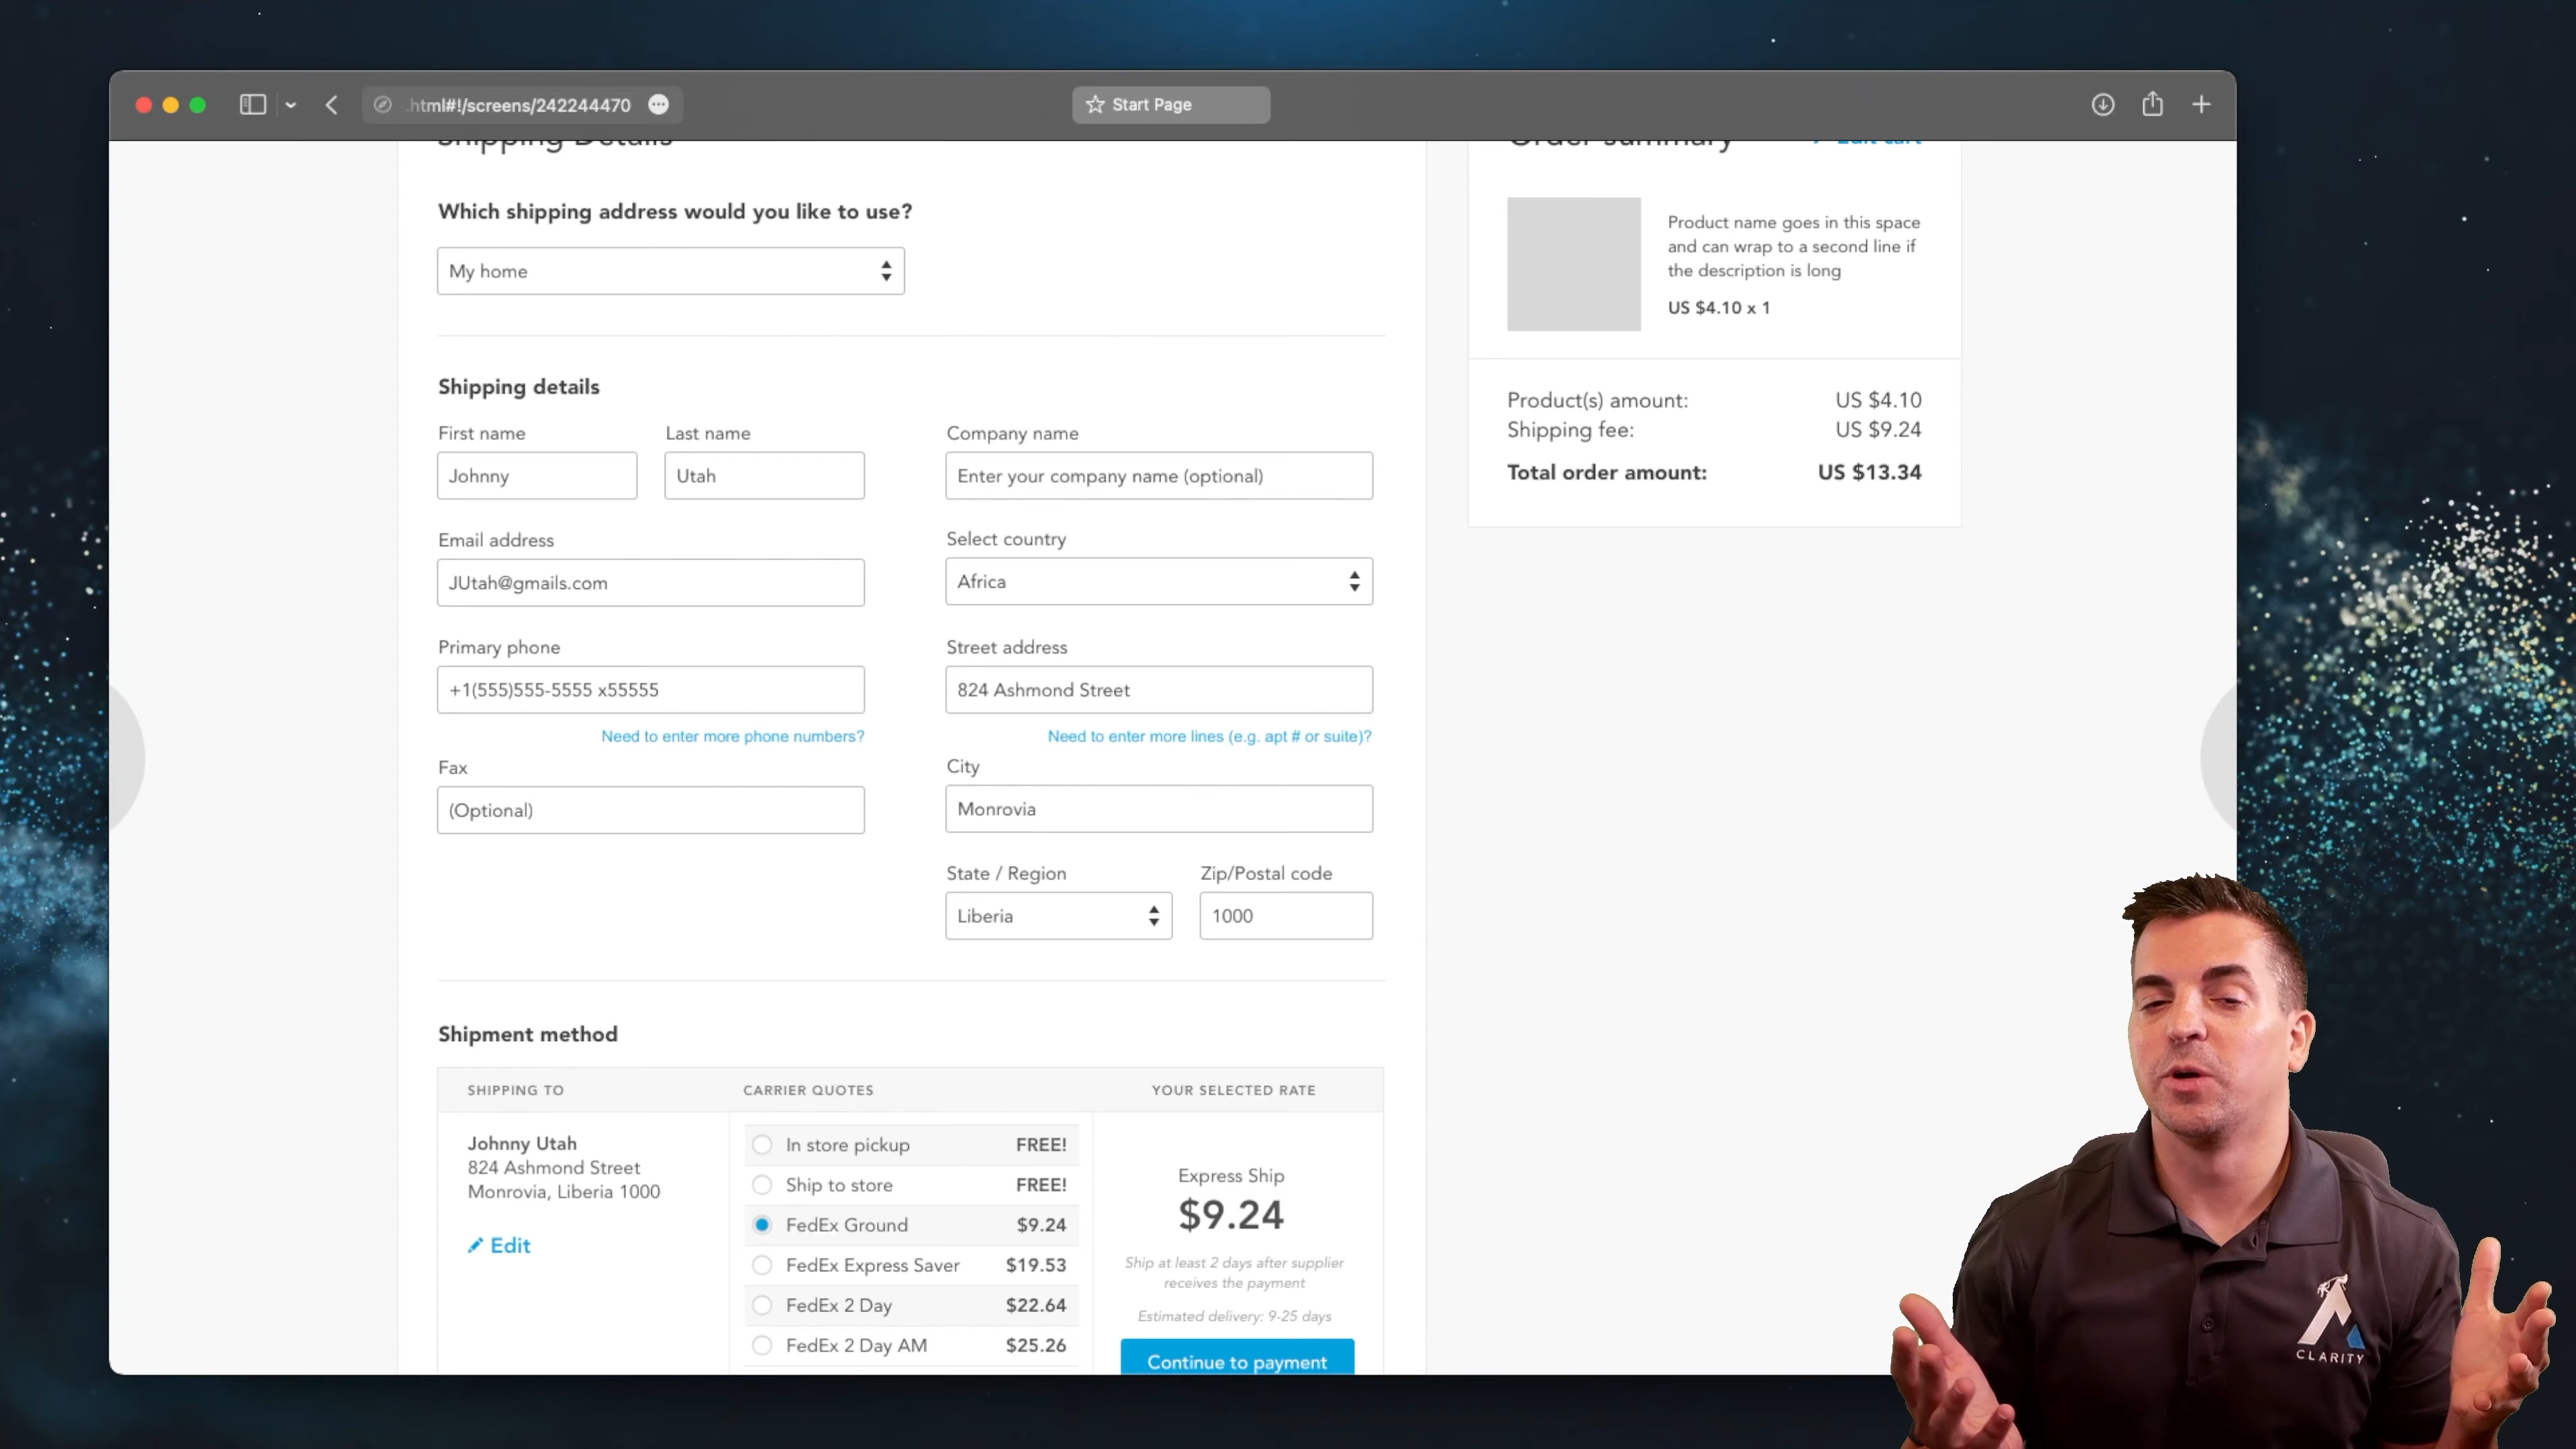 .html#!/screens/242244470
Start Page
Shipping Details
Which shipping address would you like to use?
My home
Shipping details
First name
Last name
Company name
Johnny
Utah
Enter your company name (optional)
Email address
Select country
JUtah@gmails.com
Africa
Primary phone
Street address
+1(555)555-5555 x55555
824 Ashmond Street
Need to enter more phone numbers?
Need to enter more lines (e.g. apt # or suite)?
Fax
City
(Optional)
Monrovia
State / Region
Zip/Postal code
Liberia
1000
Shipment method
SHIPPING TO
CARRIER QUOTES
YOUR SELECTED RATE
Johnny Utah
824 Ashmond Street
Monrovia, Liberia 1000
Edit
In store pickup FREE!
Ship to store FREE!
FedEx Ground $9.24
FedEx Express Saver $19.53
FedEx 2 Day $22.64
FedEx 2 Day AM $25.26
Express Ship
$9.24
Ship at least 2 days after supplier
receives the payment
Estimated delivery: 9-25 days
Continue to payment
Order summary
Edit cart
Product name goes in this space
and can wrap to a second line if
the description is long
US $4.10 x 1
Product(s) amount: US $4.10
Shipping fee: US $9.24
Total order amount: US $13.34
CLARITY